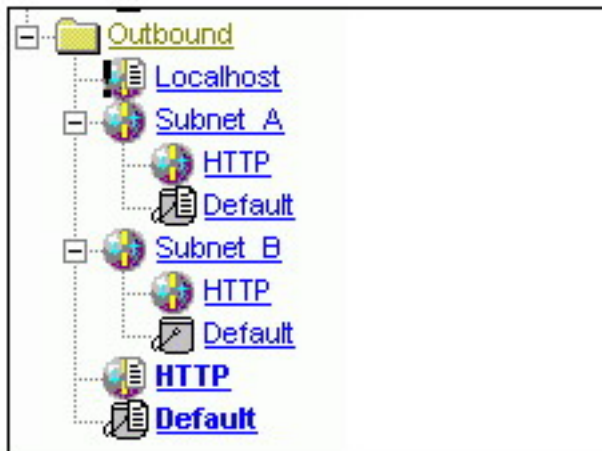 Outbound
Localhost
Subnet_A
HTTP
Default
Subnet_B
HTTP
Default
HTTP
Default